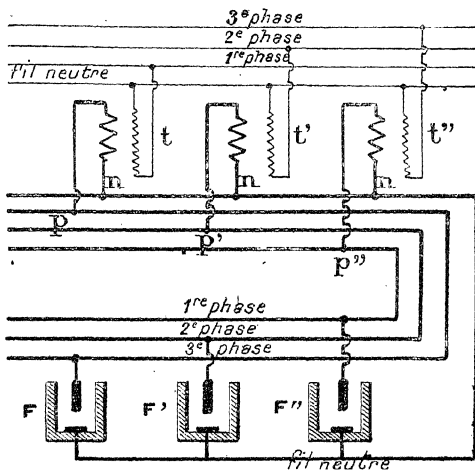 3e phase
2e phase
1re phase
fil neutre
t t' t"
n n n
p
p'
p"
1re phase
2e phase
3e phase
F F' F"
fil neutre